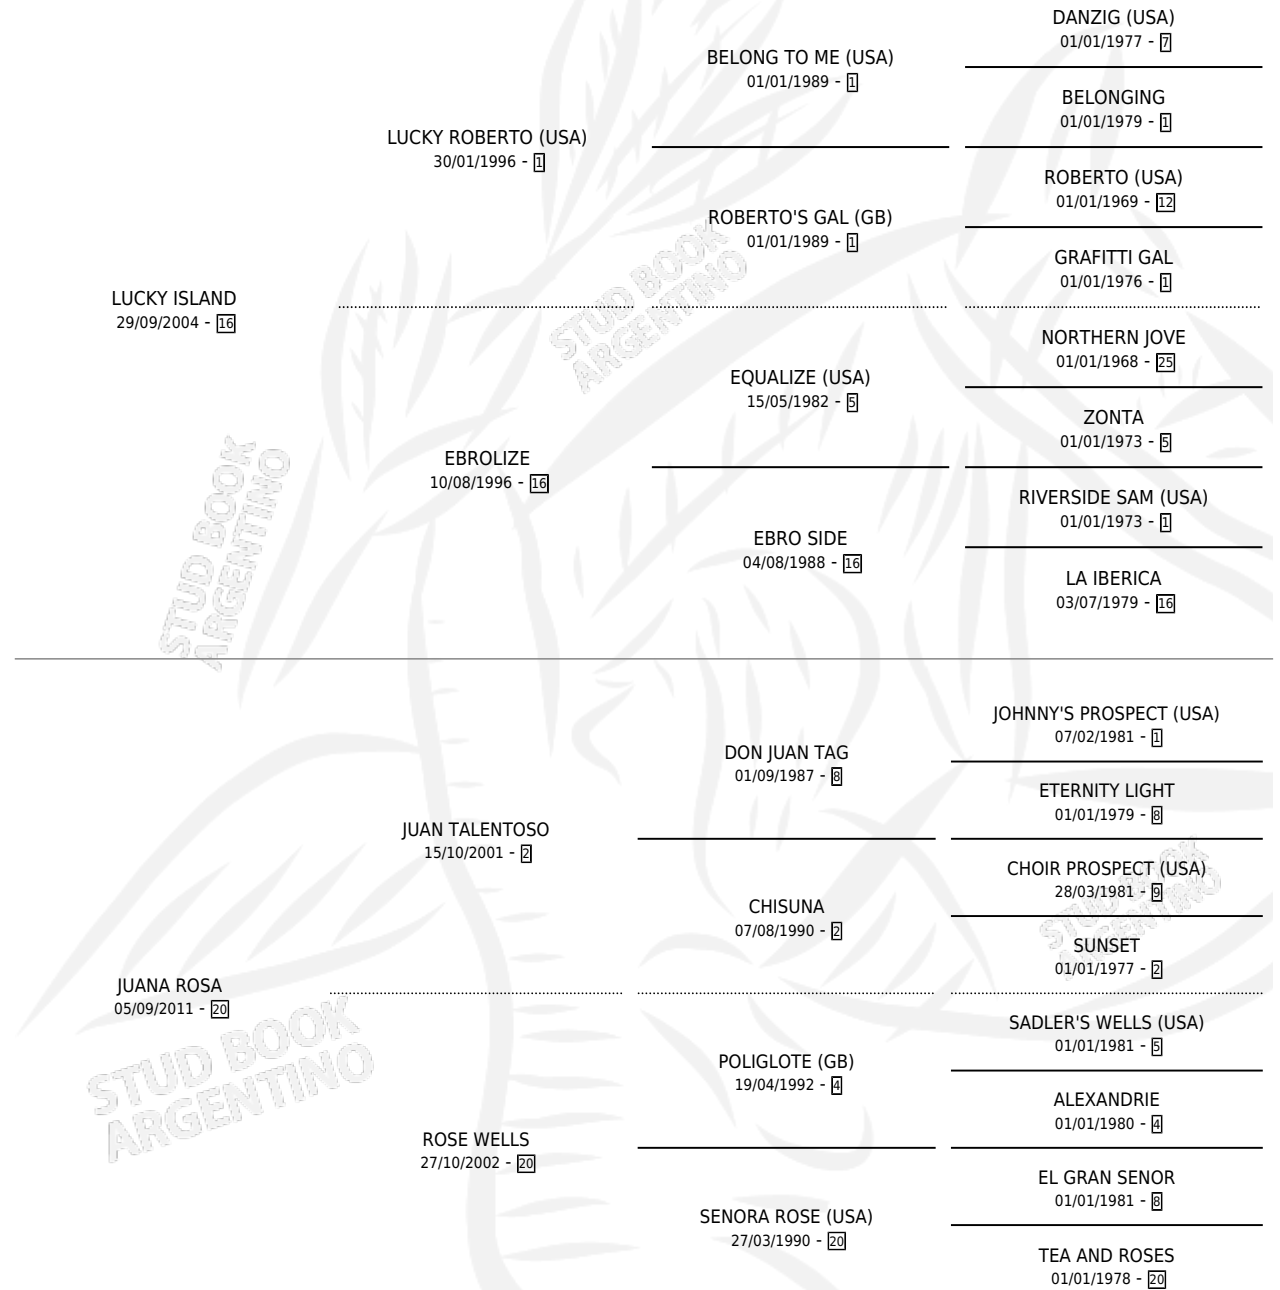 DANZIG (USA)
01/01/1977 - 7
BELONG TO ME (USA)
01/01/1989 - 1
BELONGING
01/01/1979 - 1
LUCKY ROBERTO (USA)
30/01/1996 - 1
ROBERTO (USA)
01/01/1969 - 12
ROBERTO'S GAL (GB)
01/01/1989 - 1
GRAFITTI GAL
01/01/1976 - 1
LUCKY ISLAND
29/09/2004 - 16
STUD BOOK
ARGENTINO
NORTHERN JOVE
01/01/1968 - 25
EQUALIZE (USA)
15/05/1982 - 5
ZONTA
01/01/1973 - 5
EBROLIZE
10/08/1996 - 16
RIVERSIDE SAM (USA)
01/01/1973 - 1
EBRO SIDE
04/08/1988 - 16
LA IBERICA
03/07/1979 - 16
STUD BOOK
ARGENTINO
JOHNNY'S PROSPECT (USA)
07/02/1981 - 1
DON JUAN TAG
01/09/1987 - 8
ETERNITY LIGHT
01/01/1979 - 8
JUAN TALENTOSO
15/10/2001 - 2
CHOIR PROSPECT (USA)
28/03/1981 - 9
CHISUNA
07/08/1990 - 2
SUNSET
01/01/1977 - 2
STUD BOOK
ARGENTINO
JUANA ROSA
05/09/2011 - 20
STUD BOOK
ARGENTINO
SADLER'S WELLS (USA)
01/01/1981 - 5
POLIGLOTE (GB)
19/04/1992 - 4
ALEXANDRIE
01/01/1980 - 4
ROSE WELLS
27/10/2002 - 20
EL GRAN SENOR
01/01/1981 - 8
SENORA ROSE (USA)
27/03/1990 - 20
TEA AND ROSES
01/01/1978 - 20